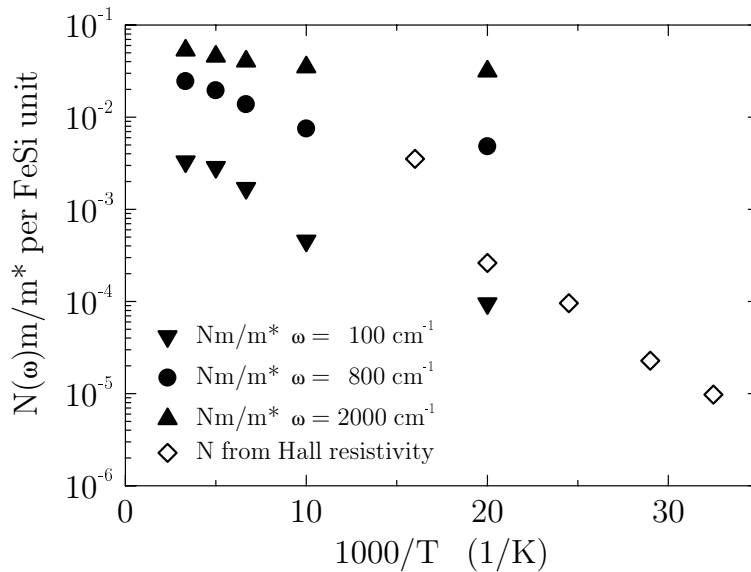 N(ω)m/m* per FeSi unit
10⁻¹
10⁻²
10⁻³
10⁻⁴
10⁻⁵
10⁻⁶
Nm/m* ω = 100 cm⁻¹
Nm/m* ω = 800 cm⁻¹
Nm/m* ω = 2000 cm⁻¹
N from Hall resistivity
0 10 20 30
1000/T (1/K)